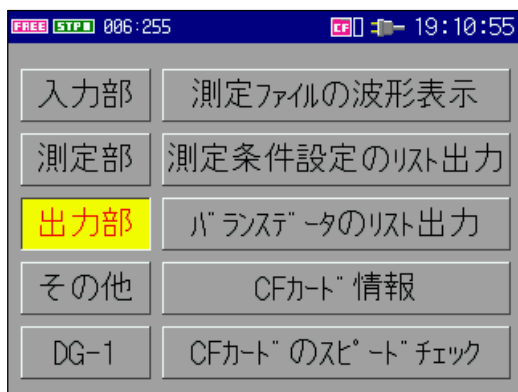 FREE STP■ 006:255 CF 19:10:55
入力部 測定ﾌｧｲﾙの波形表示
測定部 測定条件設定のﾘｽﾄ出力
出力部 ﾊﾞﾗﾝｽﾃﾞｰﾀのﾘｽﾄ出力
その他 CFｶｰﾄﾞ情報
DG-1 CFｶｰﾄﾞのｽﾋﾟｰﾄﾞﾁｪｯｸ